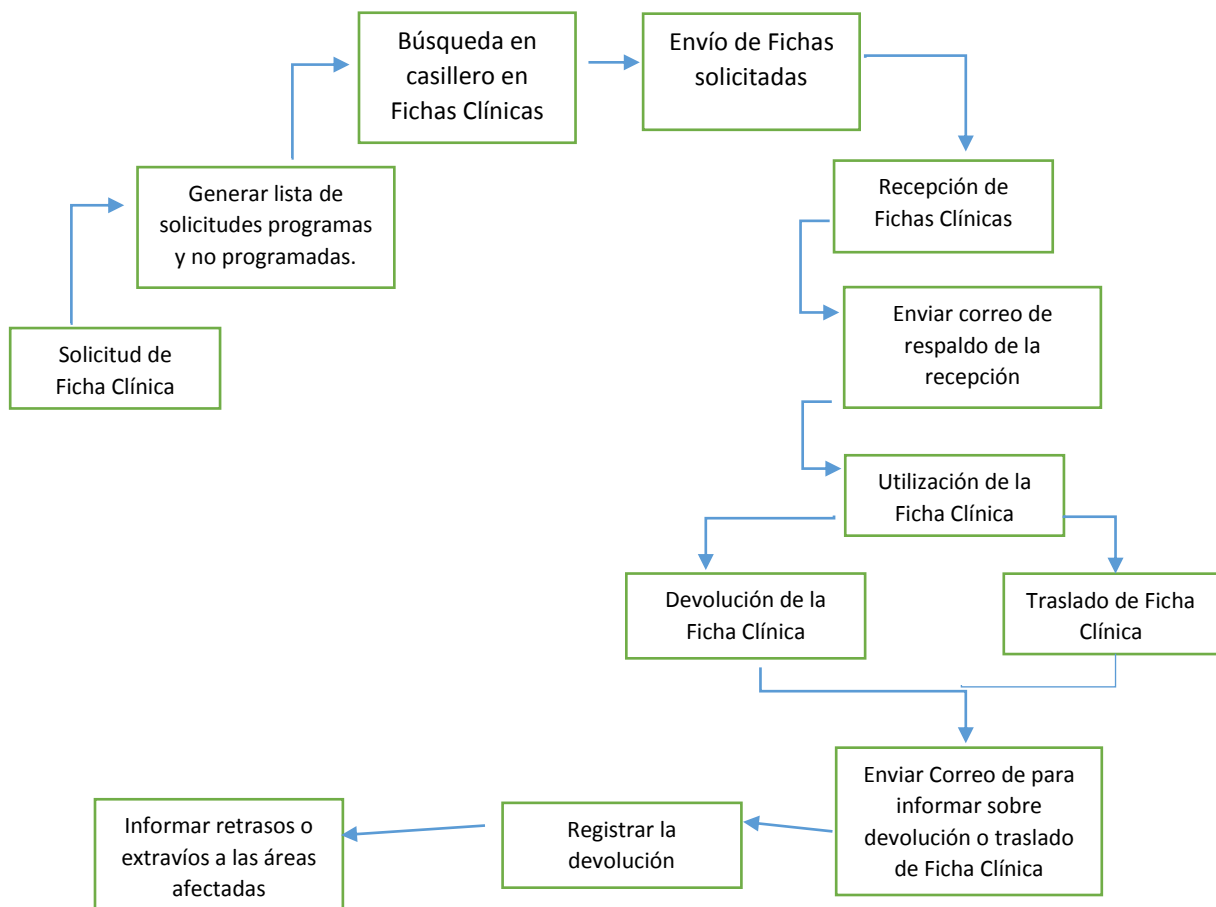 Solicitud de
Ficha Clínica
Generar lista de
solicitudes programas
y no programadas.
Búsqueda en
casillero en
Fichas Clínicas
Envío de Fichas
solicitadas
Recepción de
Fichas Clínicas
Enviar correo de
respaldo de la
recepción
Utilización de la
Ficha Clínica
Devolución de la
Ficha Clínica
Traslado de Ficha
Clínica
Enviar Correo de para
informar sobre
devolución o traslado
de Ficha Clínica
Registrar la
devolución
Informar retrasos o
extravíos a las áreas
afectadas